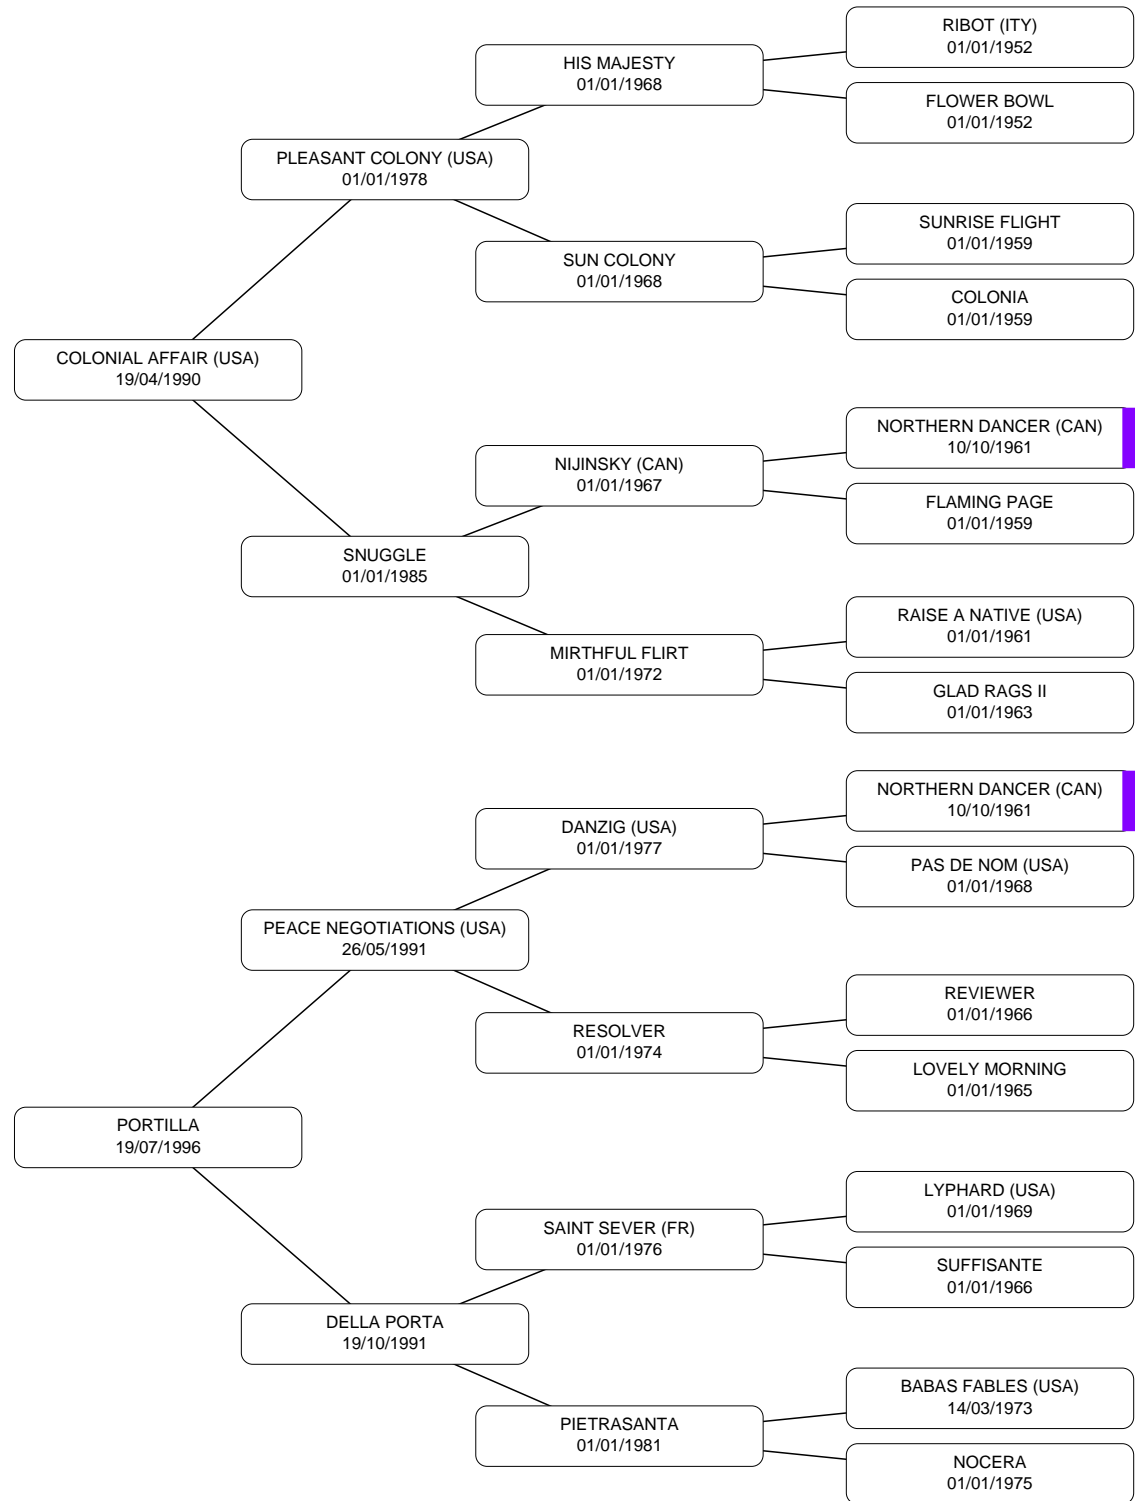 RIBOT (ITY)
01/01/1952
HIS MAJESTY
01/01/1968
FLOWER BOWL
01/01/1952
PLEASANT COLONY (USA)
01/01/1978
SUNRISE FLIGHT
01/01/1959
SUN COLONY
01/01/1968
COLONIA
01/01/1959
COLONIAL AFFAIR (USA)
19/04/1990
NORTHERN DANCER (CAN)
10/10/1961
NIJINSKY (CAN)
01/01/1967
FLAMING PAGE
01/01/1959
SNUGGLE
01/01/1985
RAISE A NATIVE (USA)
01/01/1961
MIRTHFUL FLIRT
01/01/1972
GLAD RAGS II
01/01/1963
NORTHERN DANCER (CAN)
10/10/1961
DANZIG (USA)
01/01/1977
PAS DE NOM (USA)
01/01/1968
PEACE NEGOTIATIONS (USA)
26/05/1991
REVIEWER
01/01/1966
RESOLVER
01/01/1974
LOVELY MORNING
01/01/1965
PORTILLA
19/07/1996
LYPHARD (USA)
01/01/1969
SAINT SEVER (FR)
01/01/1976
SUFFISANTE
01/01/1966
DELLA PORTA
19/10/1991
BABAS FABLES (USA)
14/03/1973
PIETRASANTA
01/01/1981
NOCERA
01/01/1975